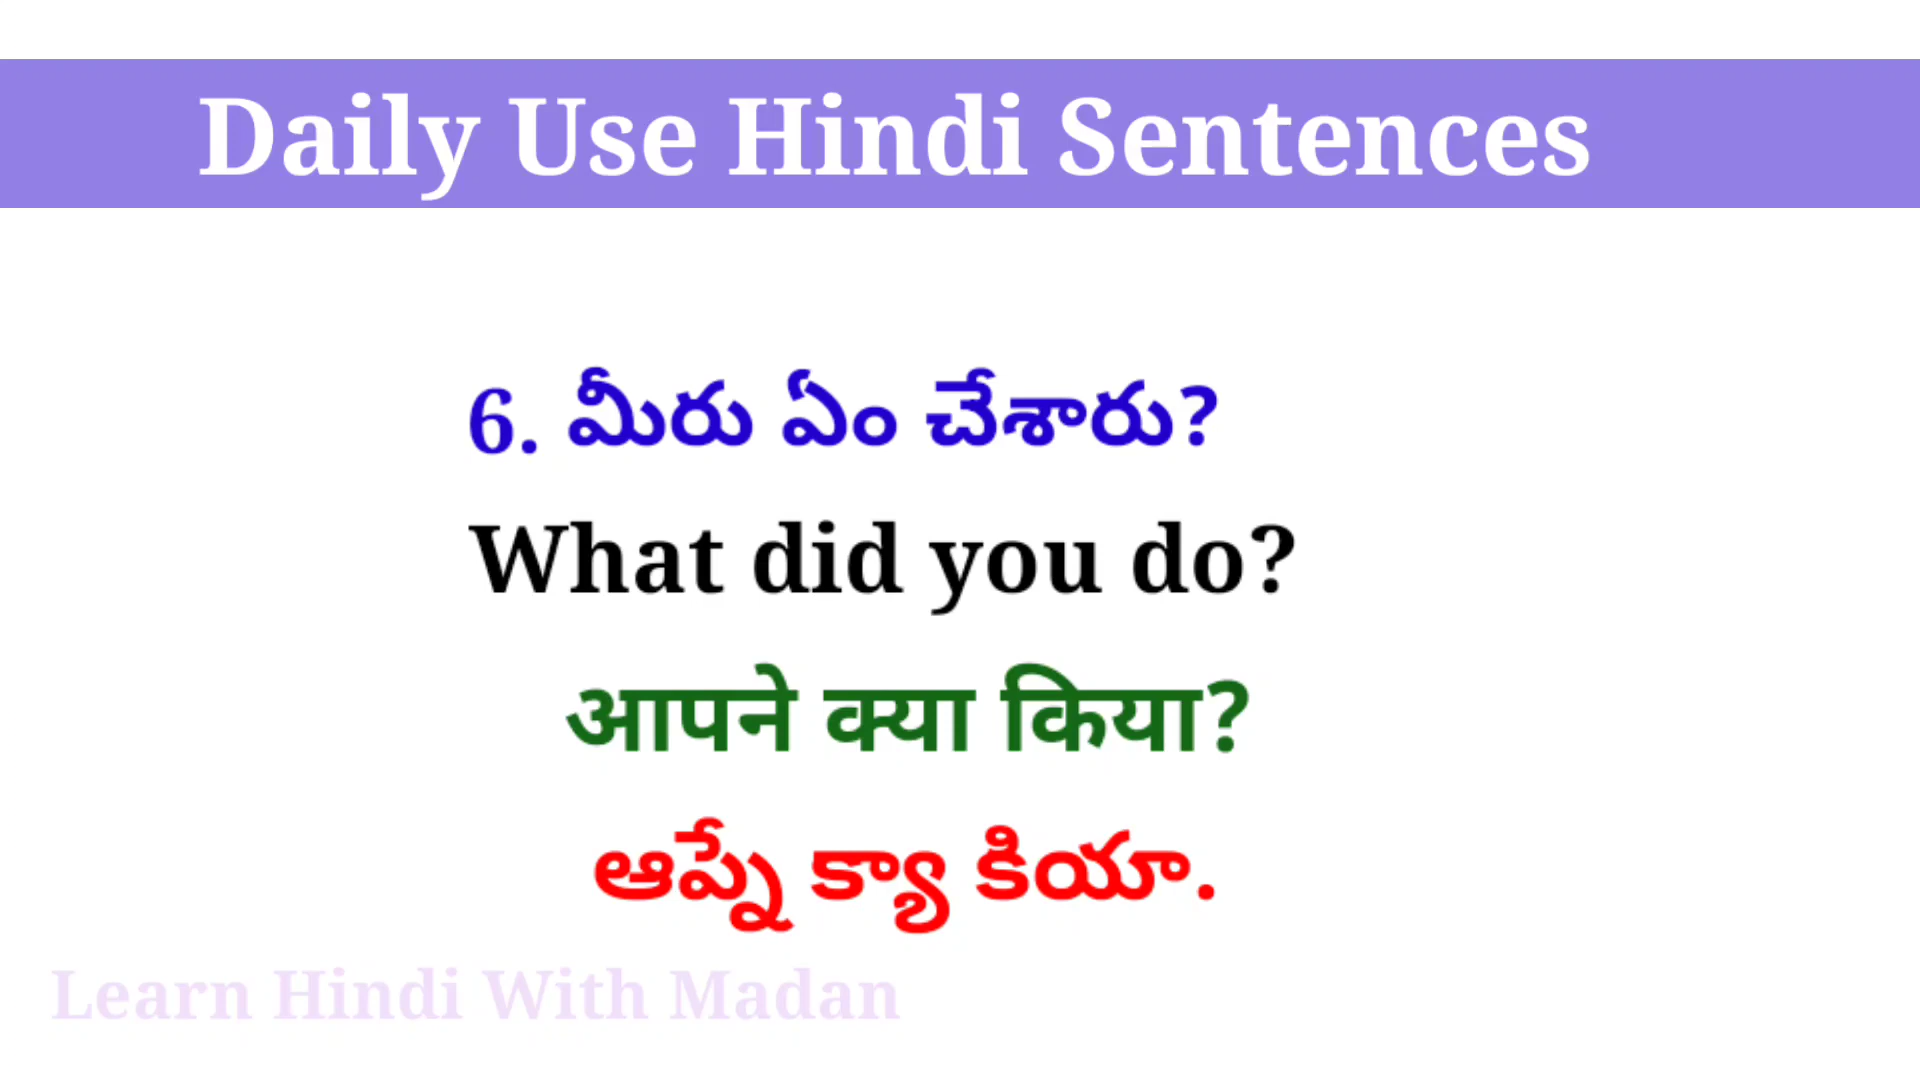 Daily Use Hindi Sentences
6. మీరు ఏం చేశారు?
What did you do?
आपने क्या किया?
ఆప్నే క్యా కియా.
Learn Hindi With Madan